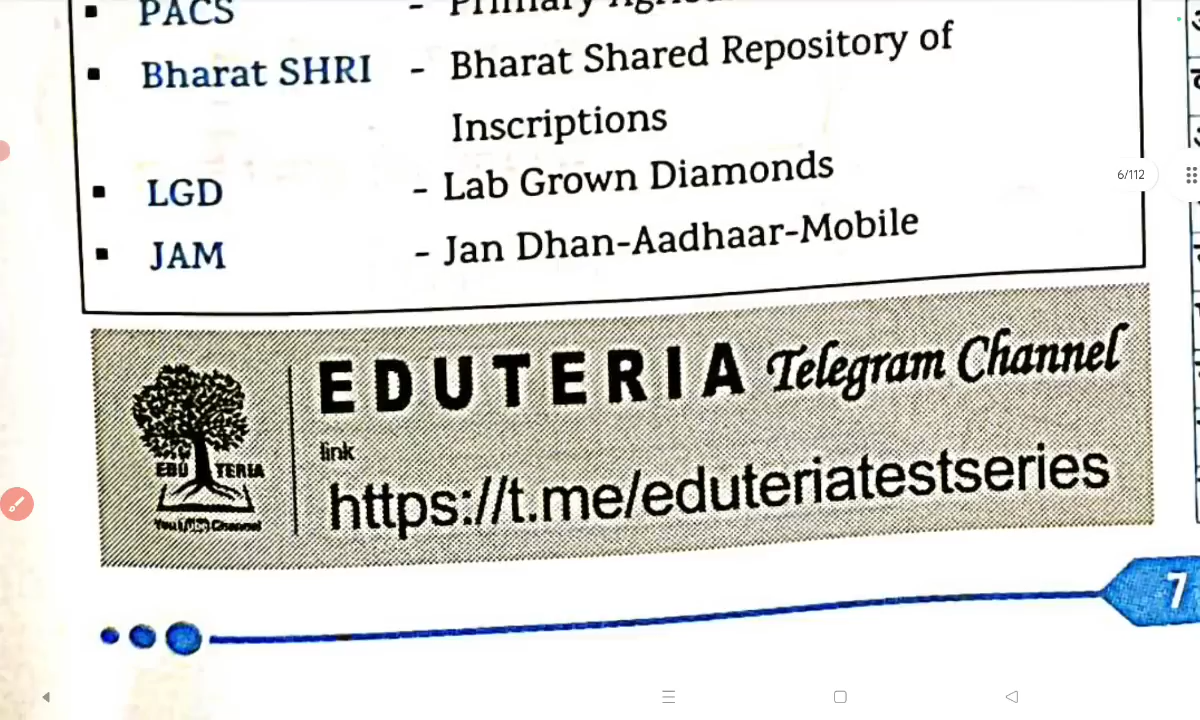 ▪ PACS - Primary
▪ Bharat SHRI - Bharat Shared Repository of
Inscriptions
▪ LGD - Lab Grown Diamonds
▪ JAM - Jan Dhan-Aadhaar-Mobile
6/112
EDUTERIA Telegram Channel
link
https://t.me/eduteriatestseries
EDU TERIA
7